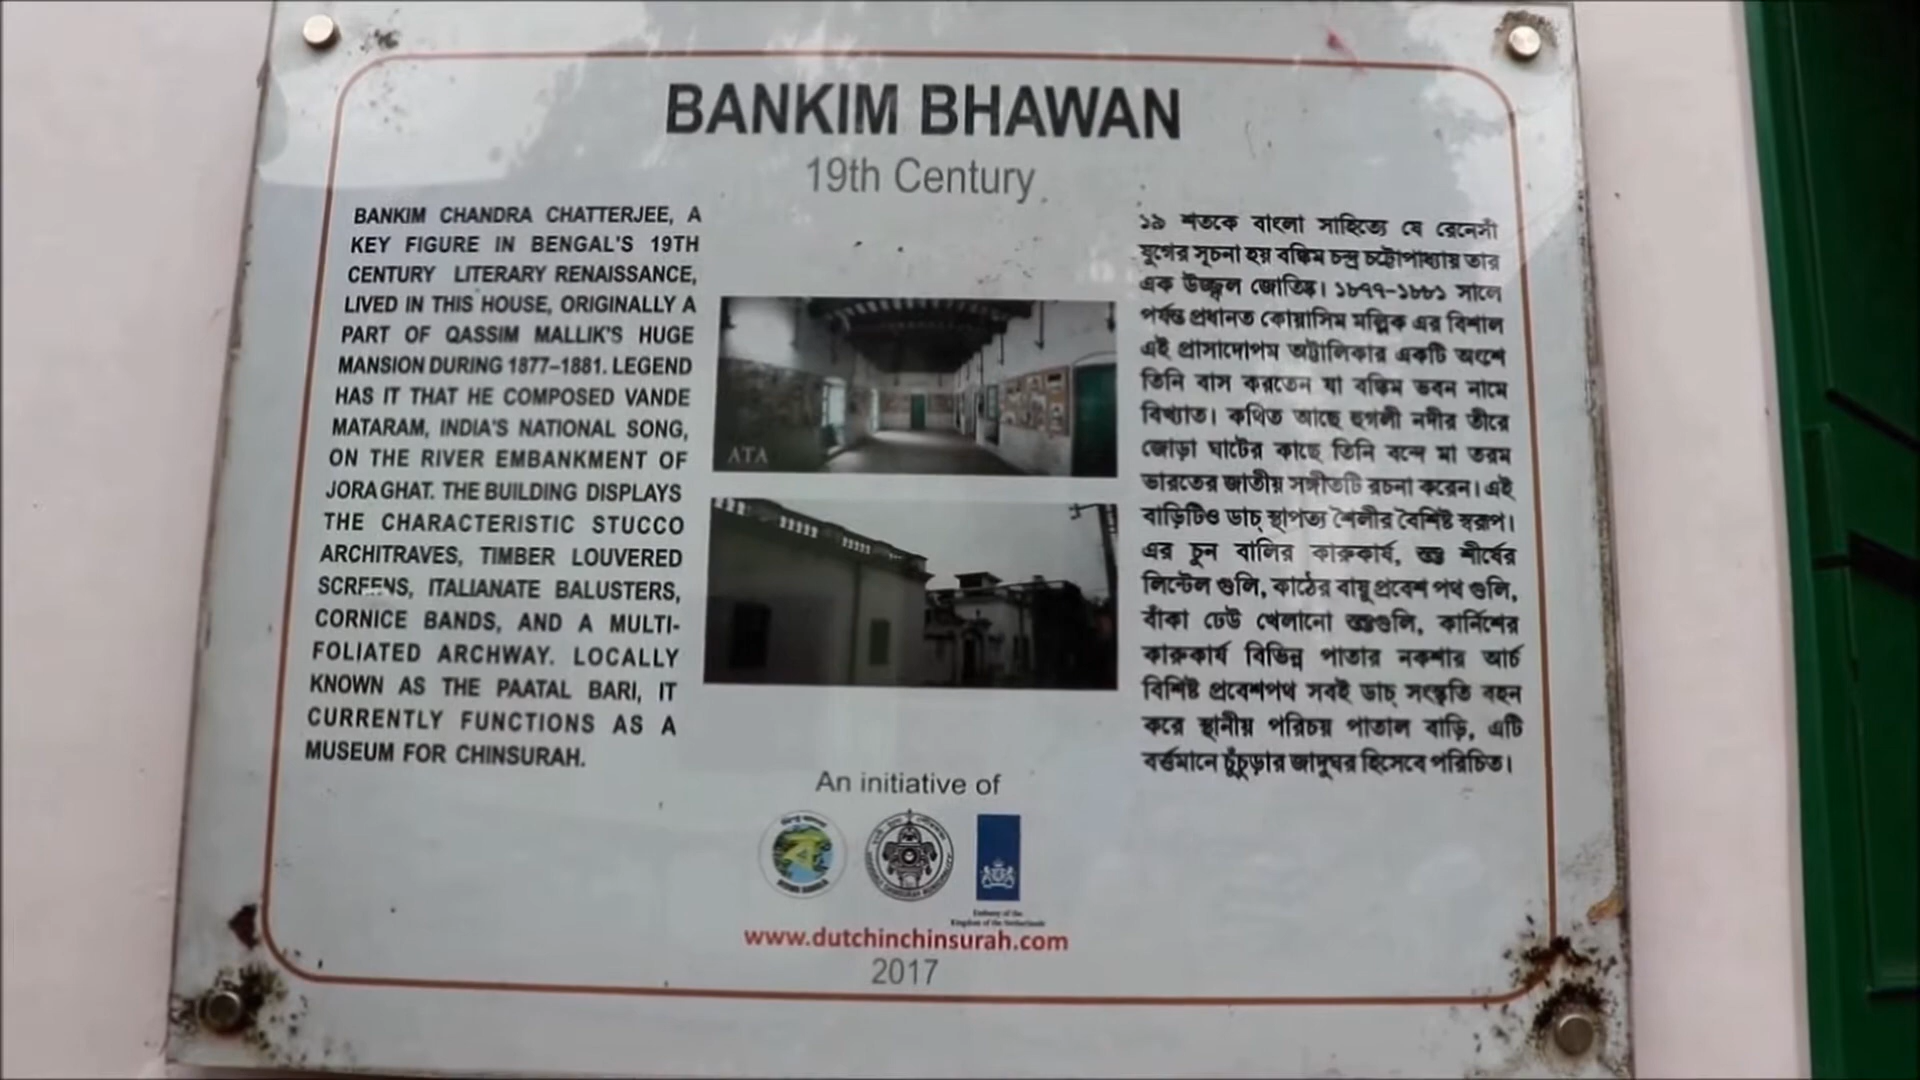 BANKIM BHAWAN
19th Century
BANKIM CHANDRA CHATTERJEE, A
KEY FIGURE IN BENGAL'S 19TH
CENTURY LITERARY RENAISSANCE,
LIVED IN THIS HOUSE, ORIGINALLY A
PART OF QASSIM MALLIK'S HUGE
MANSION DURING 1877–1881. LEGEND
HAS IT THAT HE COMPOSED VANDE
MATARAM, INDIA'S NATIONAL SONG,
ON THE RIVER EMBANKMENT OF
JORA GHAT. THE BUILDING DISPLAYS
THE CHARACTERISTIC STUCCO
ARCHITRAVES, TIMBER LOUVERED
SCREENS, ITALIANATE BALUSTERS,
CORNICE BANDS, AND A MULTI-
FOLIATED ARCHWAY. LOCALLY
KNOWN AS THE PAATAL BARI, IT
CURRENTLY FUNCTIONS AS A
MUSEUM FOR CHINSURAH.
ATA
১৯ শতকে বাংলা সাহিত্যে যে রেনেসাঁ
যুগের সূচনা হয় বঙ্কিম চন্দ্র চট্টোপাধ্যায় তার
এক উজ্জ্বল জোতিষ্ক। ১৮৭৭-১৮৮১ সালে
পর্যন্ত প্রধানত কোয়াসিম মল্লিক এর বিশাল
এই প্রাসাদোপম অট্টালিকার একটি অংশে
তিনি বাস করতেন যা বঙ্কিম ভবন নামে
বিখ্যাত। কথিত আছে হুগলী নদীর তীরে
জোড়া ঘাটের কাছে তিনি বন্দে মা তরম
ভারতের জাতীয় সঙ্গীতটি রচনা করেন। এই
বাড়িটিও ডাচ্ স্থাপত্য শৈলীর বৈশিষ্ট স্বরূপ।
এর চুন বালির কারুকার্য, স্তম্ভ শীর্ষের
লিন্টেল গুলি, কাঠের বায়ু প্রবেশ পথ গুলি,
বাঁকা ঢেউ খেলানো স্তম্ভগুলি, কার্নিশের
কারুকার্য বিভিন্ন পাতার নকশার আর্চ
বিশিষ্ট প্রবেশপথ সবই ডাচ্ সংস্কৃতি বহন
করে স্থানীয় পরিচয় পাতাল বাড়ি, এটি
বর্ত্তমানে চুঁচুড়ার জাদুঘর হিসেবে পরিচিত।
An initiative of
Embassy of the
Kingdom of the Netherlands
www.dutchinchinsurah.com
2017